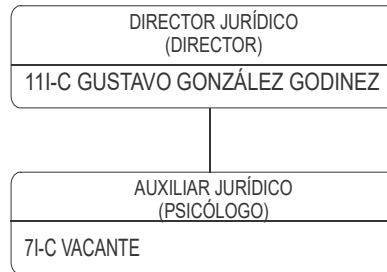 DIRECTOR JURÍDICO
(DIRECTOR)
11I-C GUSTAVO GONZÁLEZ GODINEZ
AUXILIAR JURÍDICO
(PSICÓLOGO)
7I-C VACANTE